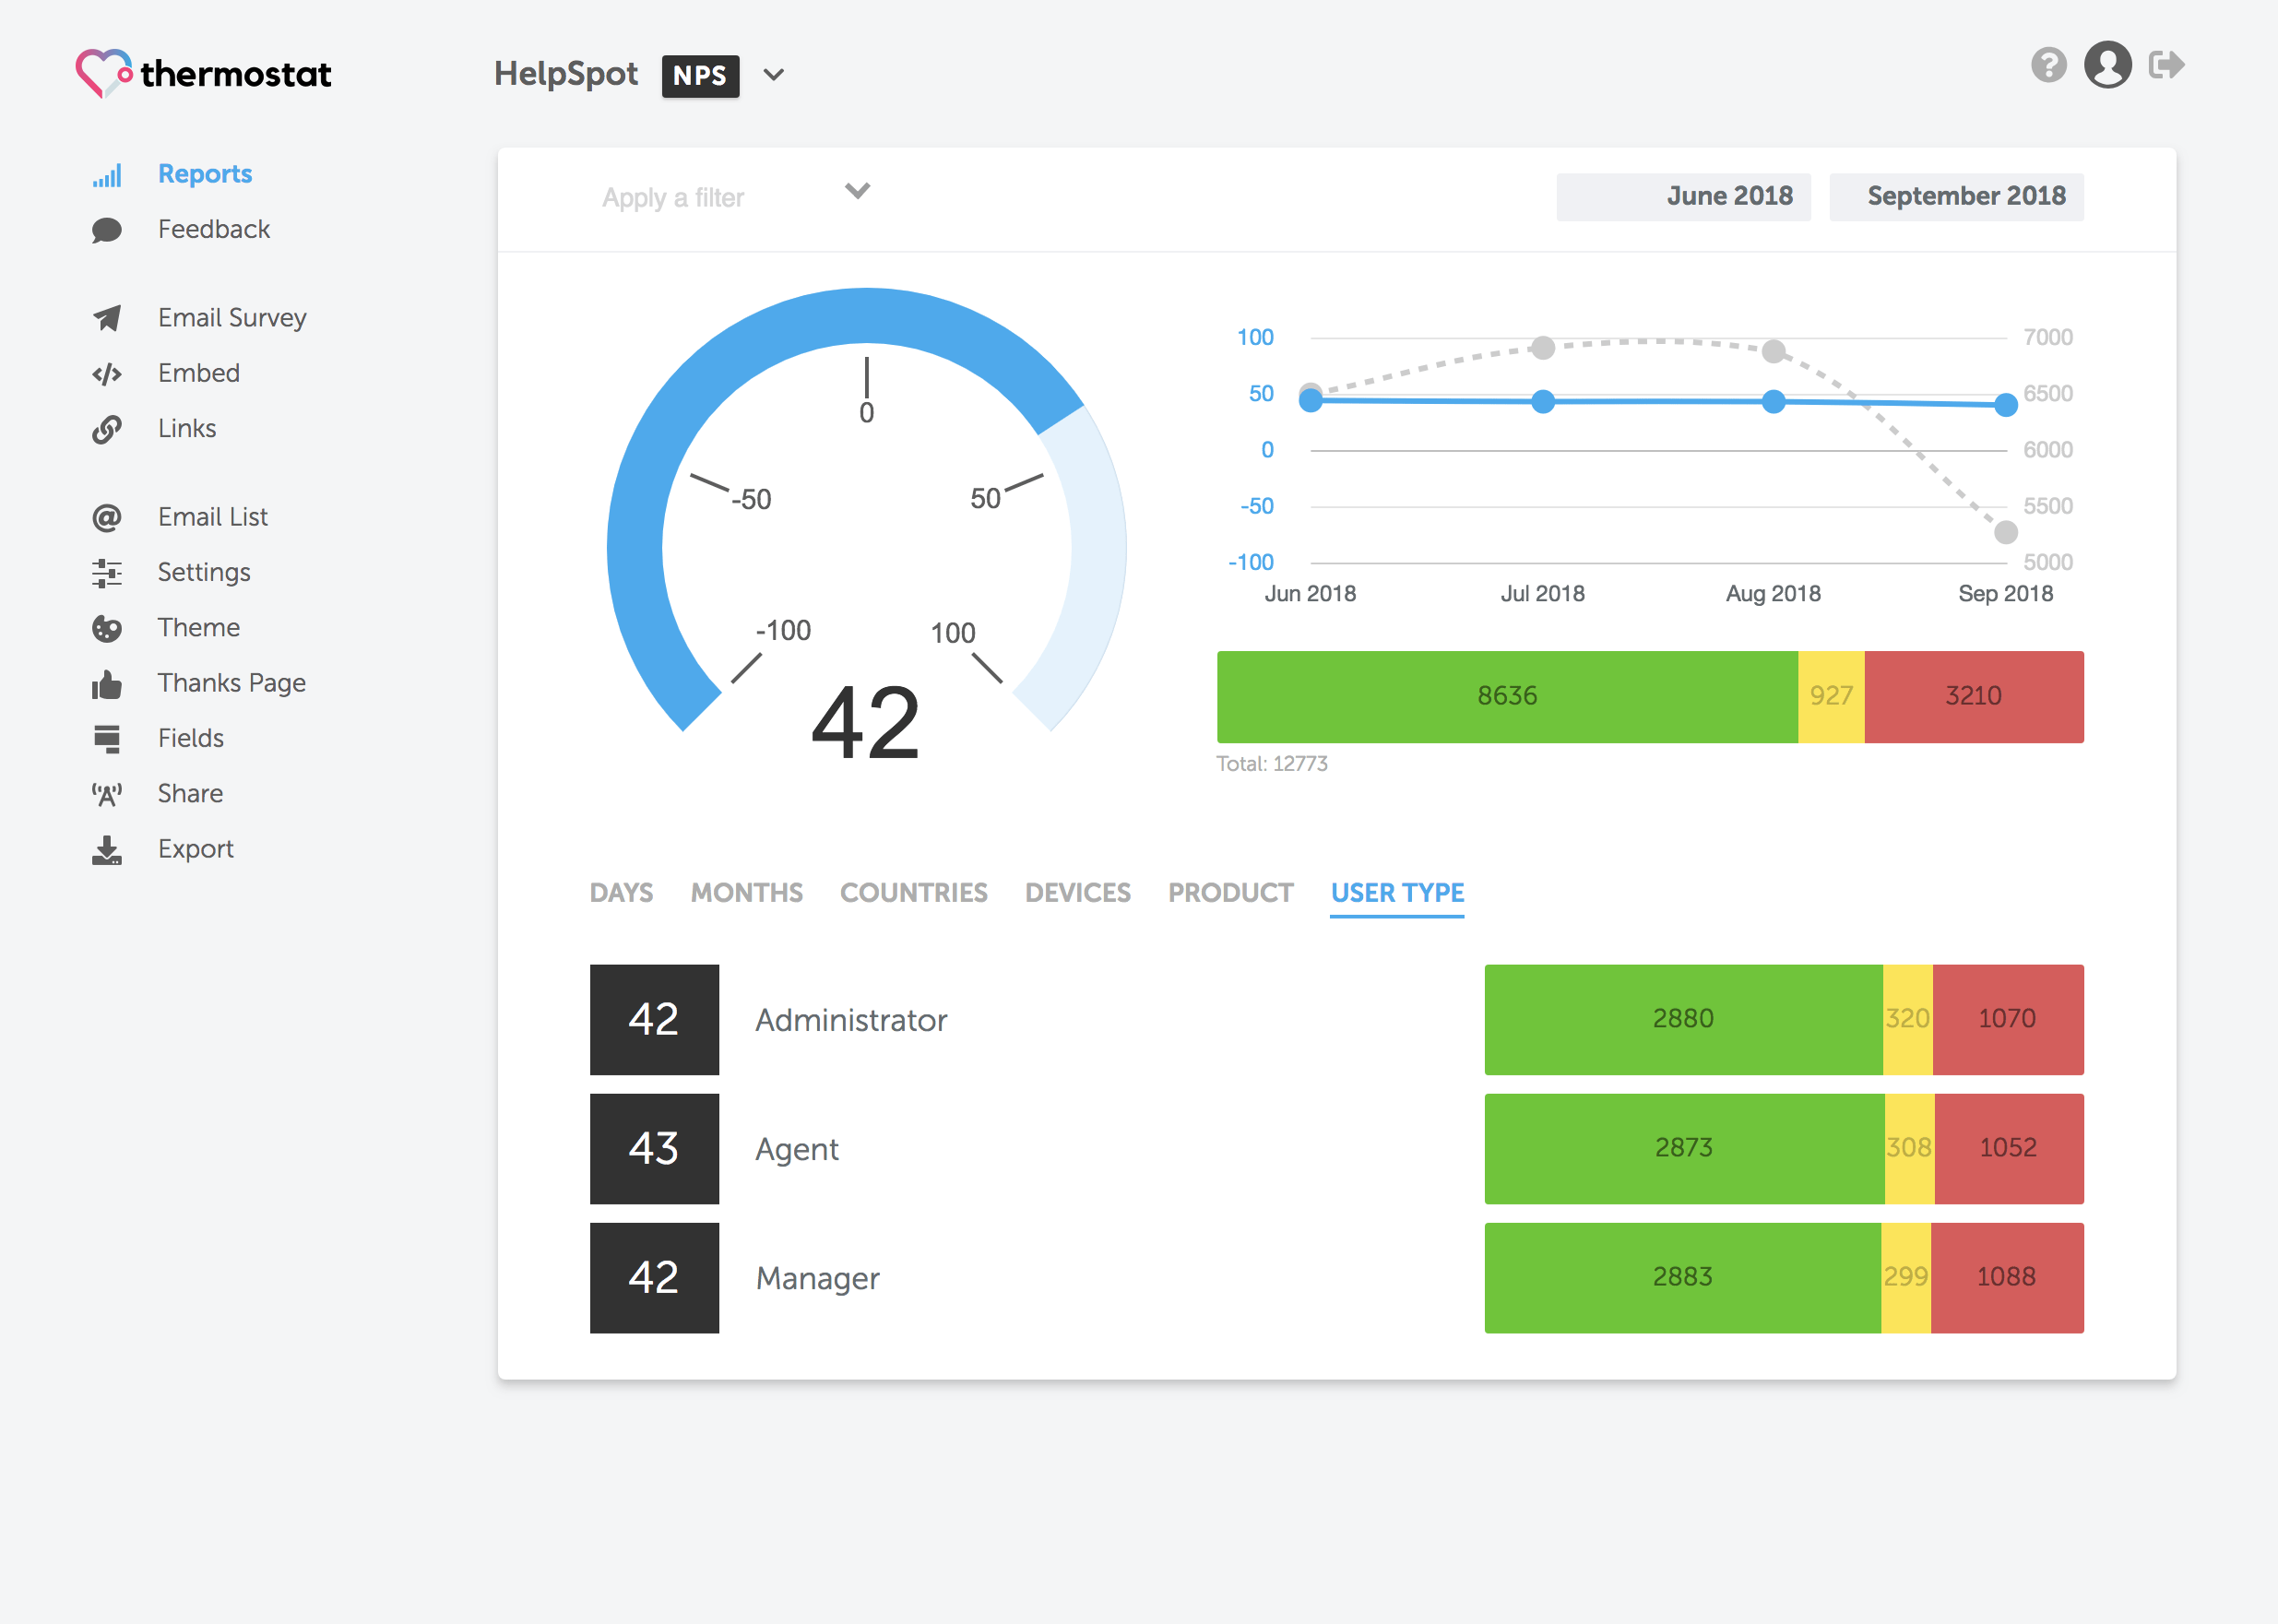 thermostat
HelpSpot NPS
Reports
Feedback
Email Survey
Embed
Links
Email List
Settings
Theme
Thanks Page
Fields
Share
Export
Apply a filter
June 2018 September 2018
0
-50 50
-100 100
42
100 7000
50 6500
0 6000
-50 5500
-100 5000
Jun 2018 Jul 2018 Aug 2018 Sep 2018
8636 927 3210
Total: 12773
DAYS MONTHS COUNTRIES DEVICES PRODUCT USER TYPE
42 Administrator 2880 320 1070
43 Agent 2873 308 1052
42 Manager 2883 299 1088